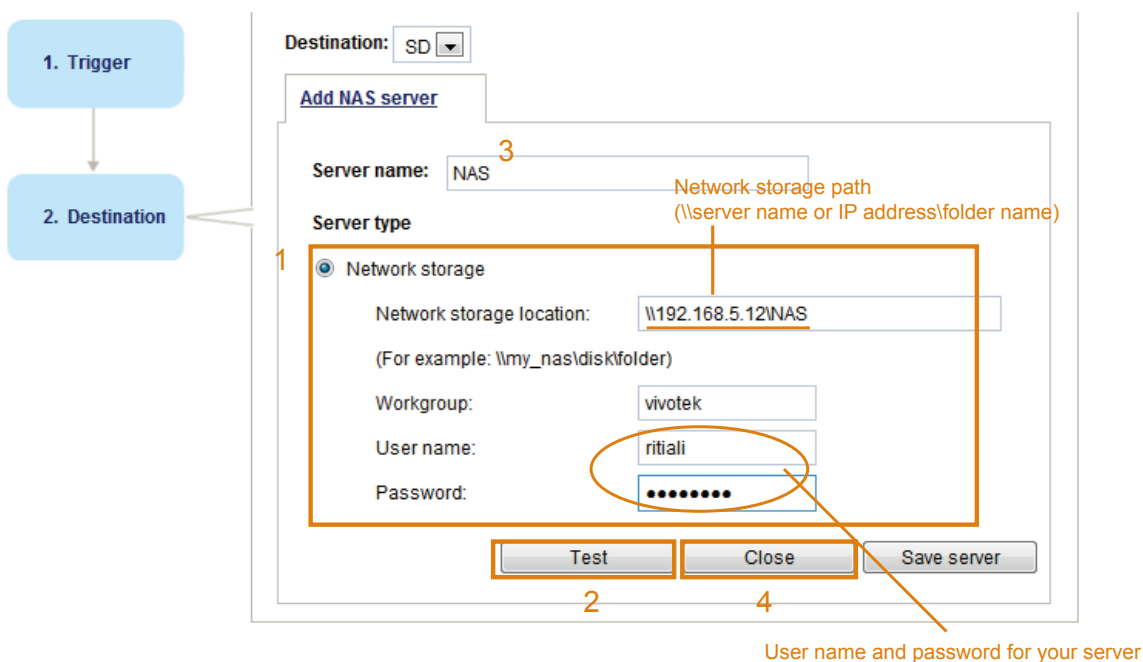 1. Trigger
2. Destination
Destination: SD
Add NAS server
3
Server name: NAS
Network storage path
(\\server name or IP address\folder name)
Server type
1
Network storage
Network storage location: \\192.168.5.12\NAS
(For example: \\my_nas\disk\folder)
Workgroup: vivotek
User name: ritiali
Password: ●●●●●●●●
Test Close Save server
2 4
User name and password for your server